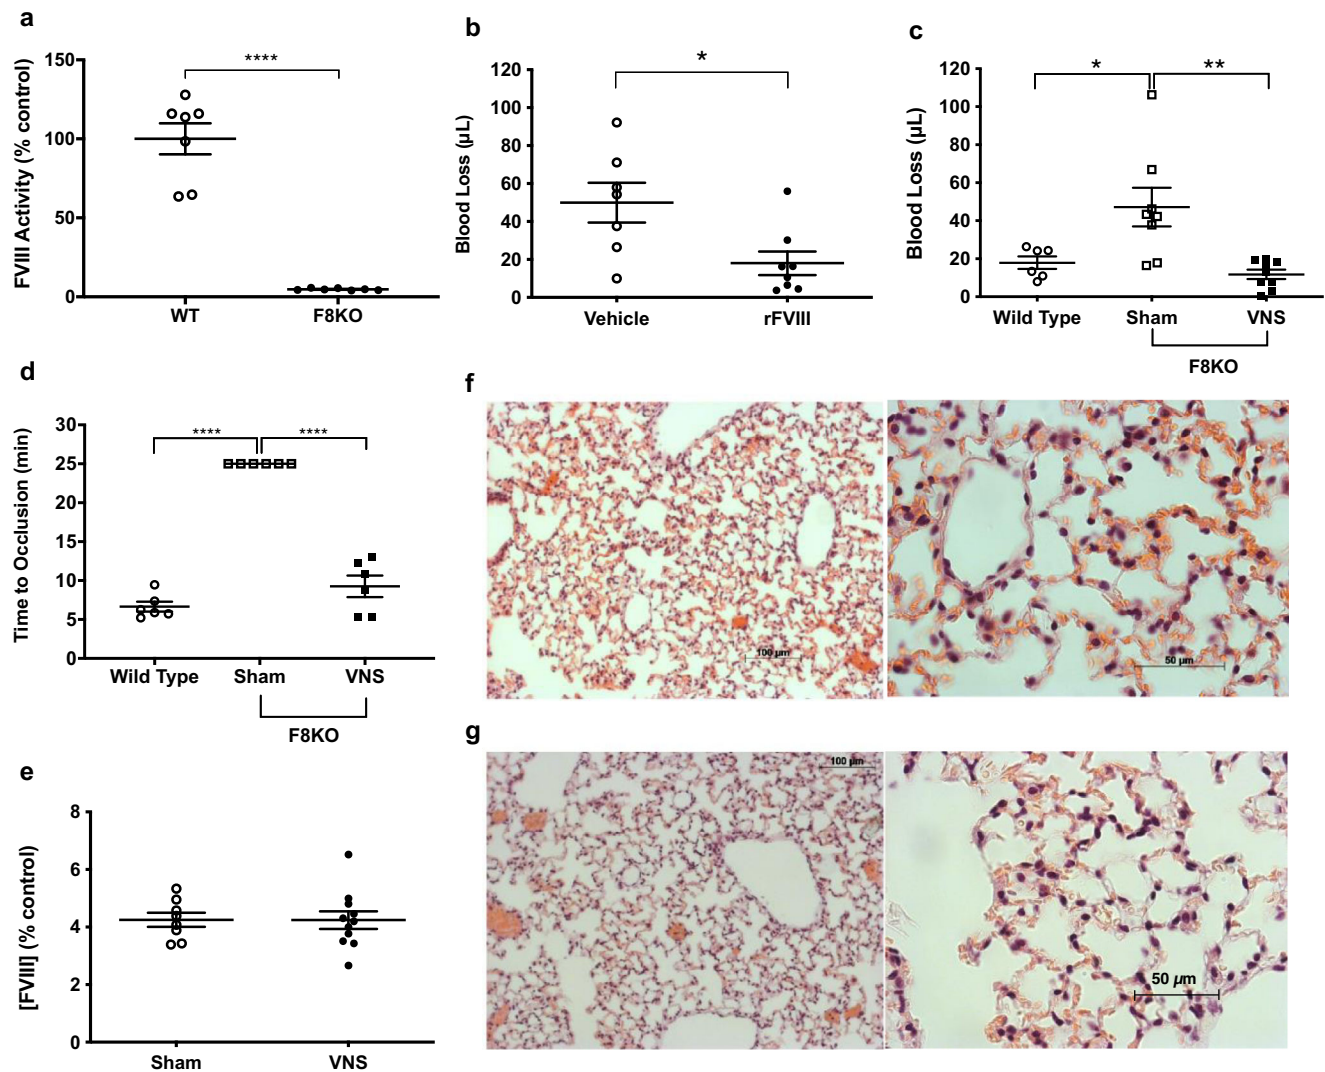 a
FVIII Activity (% control)
150
100
50
0
****
WT
F8KO
b
Blood Loss (µL)
120
100
80
60
40
20
0
*
Vehicle
rFVIII
c
Blood Loss (µL)
120
100
80
60
40
20
0
*
**
Wild Type
Sham
VNS
F8KO
d
Time to Occlusion (min)
30
25
20
15
10
5
0
****
****
Wild Type
Sham
VNS
F8KO
e
[FVIII] (% control)
8
6
4
2
0
Sham
VNS
f
100 µm
50 µm
g
100 µm
50 µm